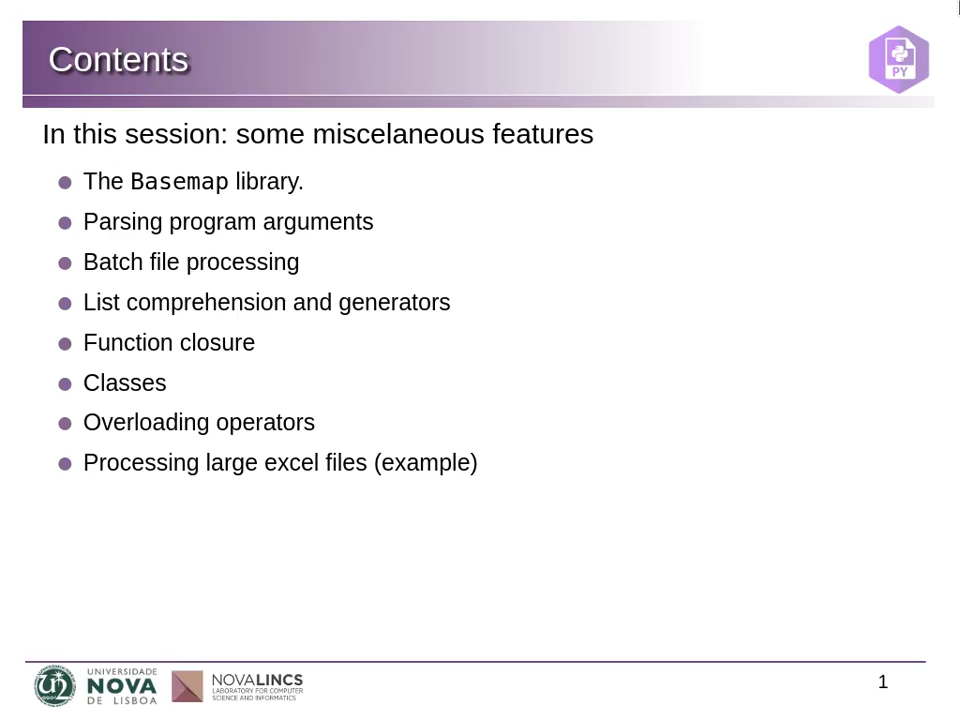 Contents
PY
In this session: some miscelaneous features
The Basemap library.
Parsing program arguments
Batch file processing
List comprehension and generators
Function closure
Classes
Overloading operators
Processing large excel files (example)
UNIVERSIDADE
NOVA
DE LISBOA
NOVALINCS
LABORATORY FOR COMPUTER
SCIENCE AND INFORMATICS
1